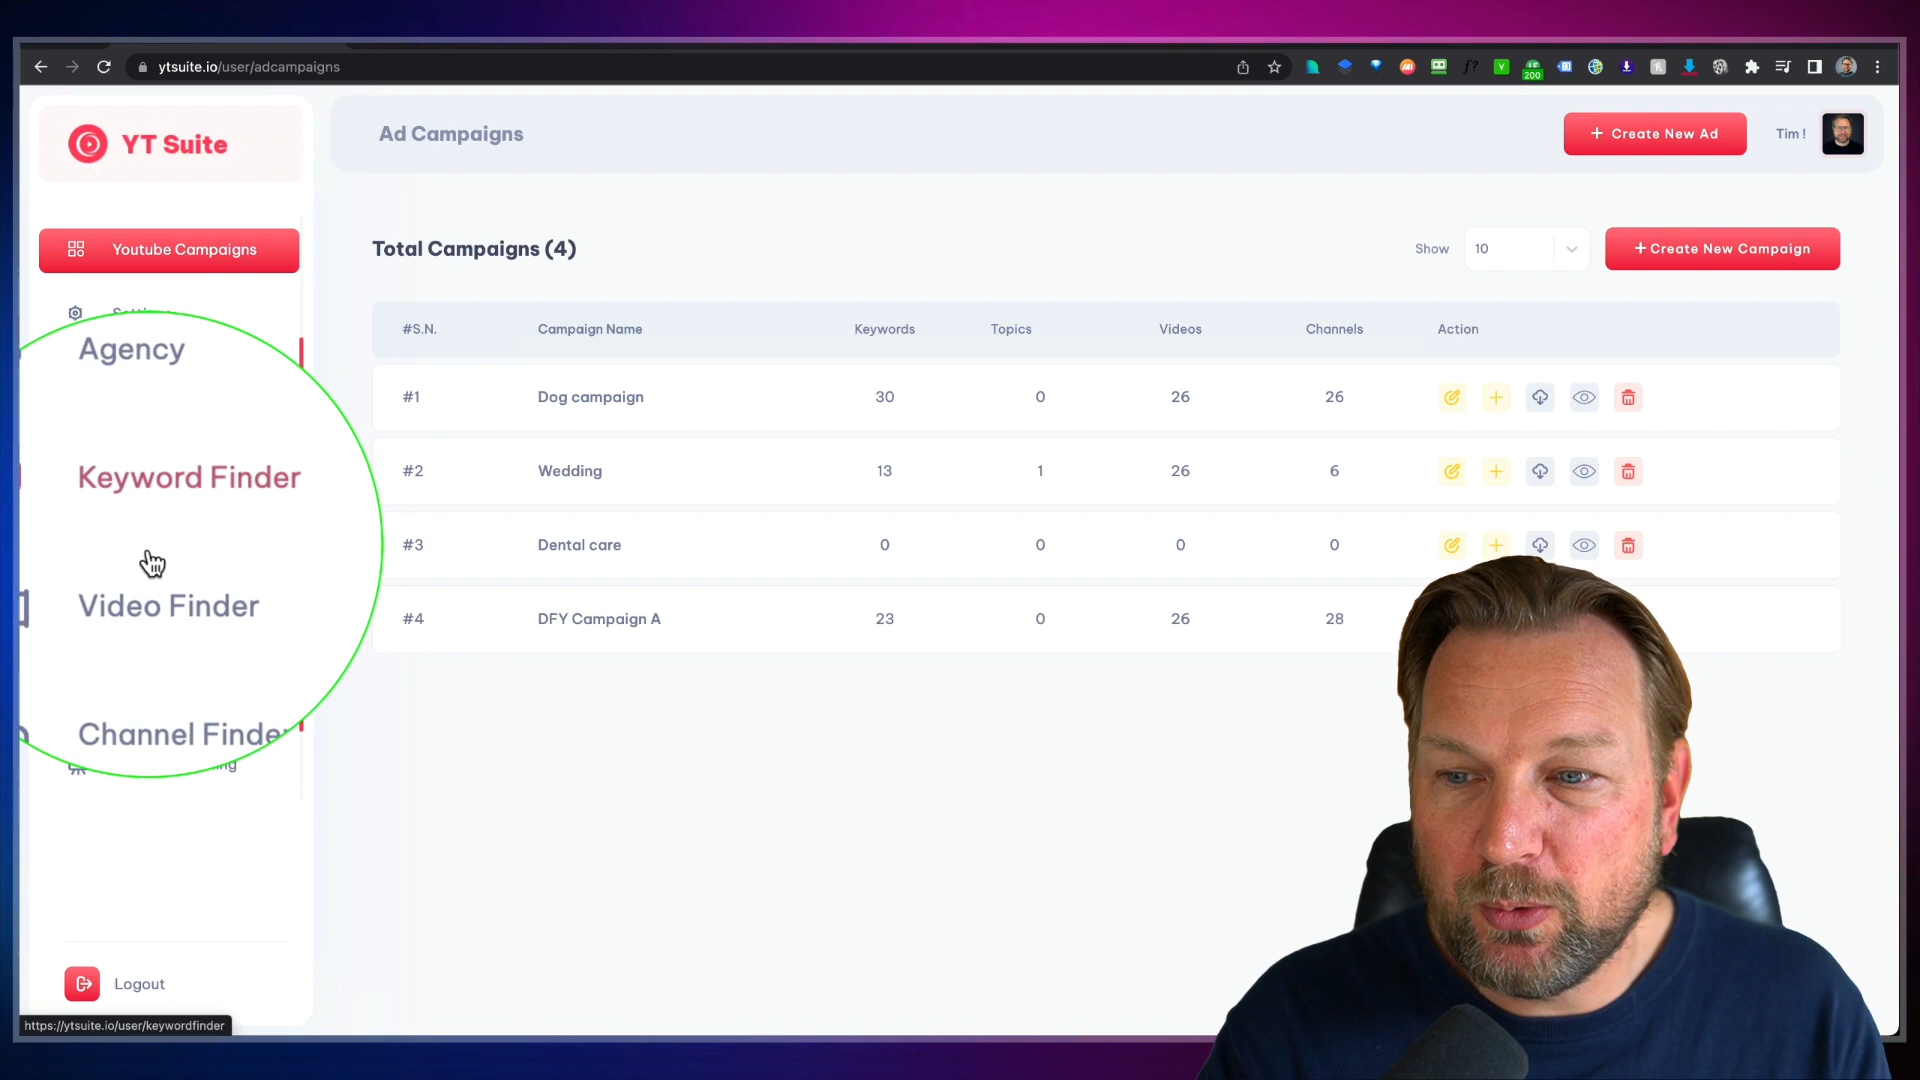 ytsuite.io/user/adcampaigns
200
YT Suite
Ad Campaigns
+ Create New Ad
Tim !
Youtube Campaigns
Total Campaigns (4)
Show 10
+ Create New Campaign
Agency
Keyword Finder
Video Finder
Channel Finder
#S.N. Campaign Name Keywords Topics Videos Channels Action
#1 Dog campaign 30 0 26 26
#2 Wedding 13 1 26 6
#3 Dental care 0 0 0 0
#4 DFY Campaign A 23 0 26 28
Logout
https://ytsuite.io/user/keywordfinder